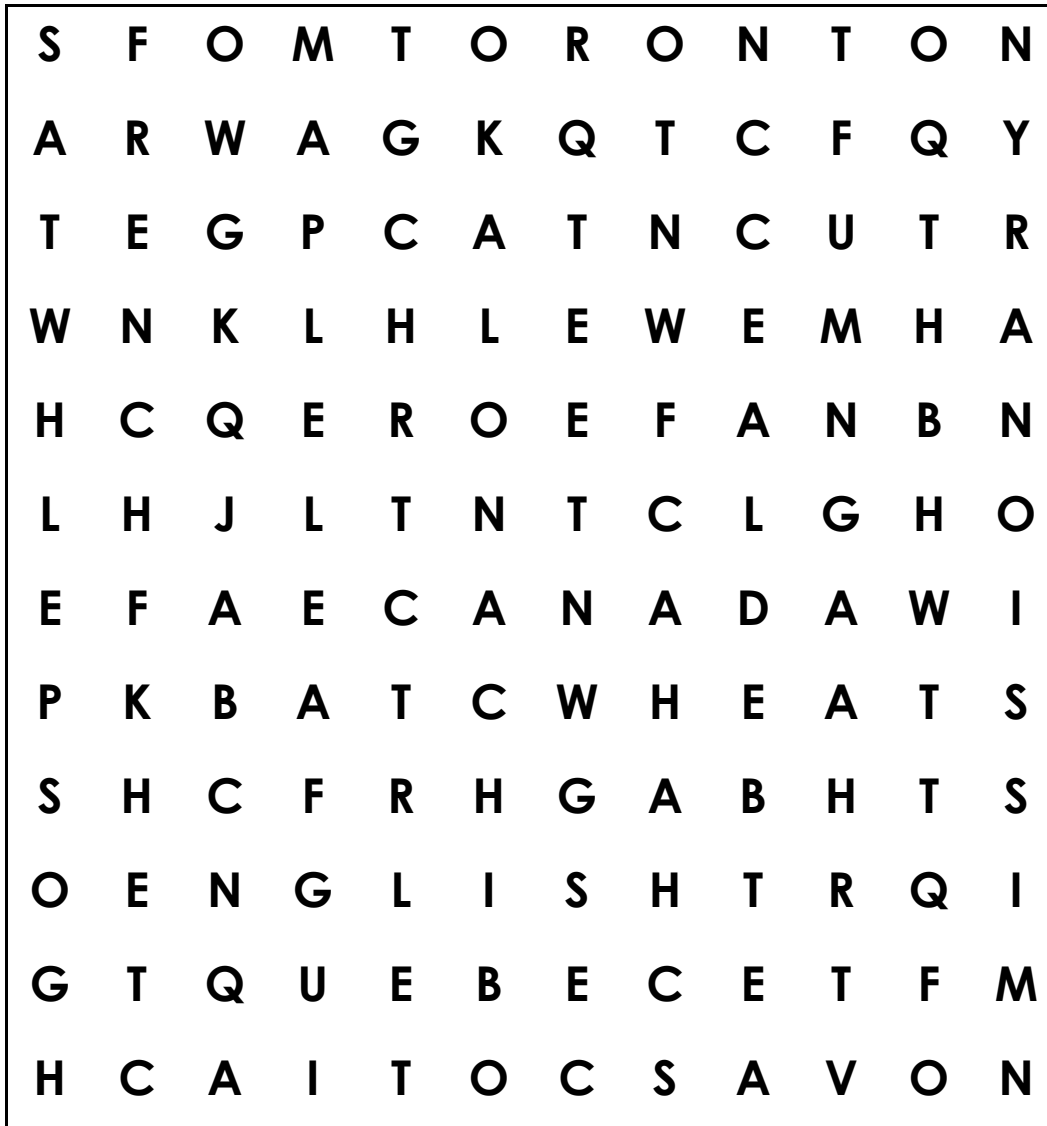 S F O M T O R O N T O N
A R W A G K Q T C F Q Y
T E G P C A T N C U T R
W N K L H L E W E M H A
H C Q E R O E F A N B N
L H J L T N T C L G H O
E F A E C A N A D A W I
P K B A T C W H E A T S
S H C F R H G A B H T S
O E N G L I S H T R Q I
G T Q U E B E C E T F M
H C A I T O C S A V O N